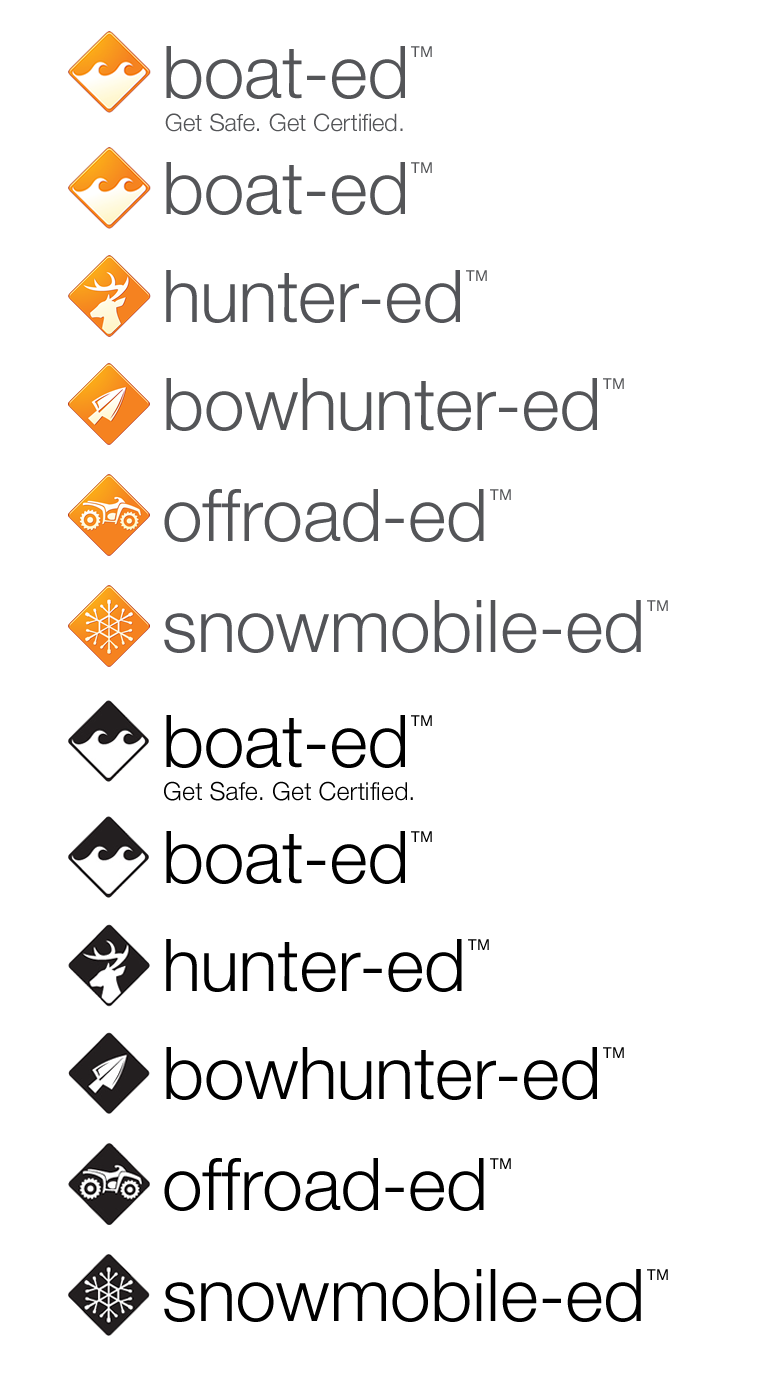 boat-ed™
Get Safe. Get Certified.
boat-ed™
hunter-ed™
bowhunter-ed™
offroad-ed™
snowmobile-ed™
boat-ed™
Get Safe. Get Certified.
boat-ed™
hunter-ed™
bowhunter-ed™
offroad-ed™
snowmobile-ed™